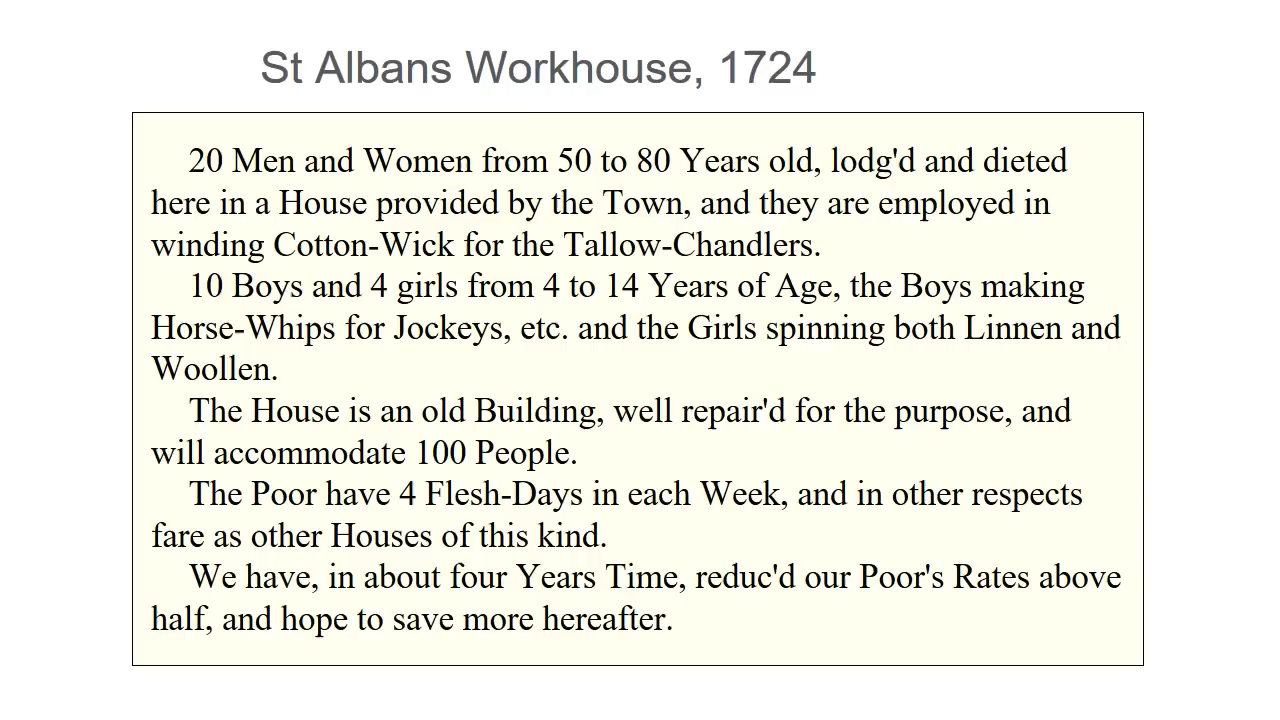 St Albans Workhouse, 1724
20 Men and Women from 50 to 80 Years old, lodg'd and dieted
here in a House provided by the Town, and they are employed in
winding Cotton-Wick for the Tallow-Chandlers.
10 Boys and 4 girls from 4 to 14 Years of Age, the Boys making
Horse-Whips for Jockeys, etc. and the Girls spinning both Linnen and
Woollen.
The House is an old Building, well repair'd for the purpose, and
will accommodate 100 People.
The Poor have 4 Flesh-Days in each Week, and in other respects
fare as other Houses of this kind.
We have, in about four Years Time, reduc'd our Poor's Rates above
half, and hope to save more hereafter.